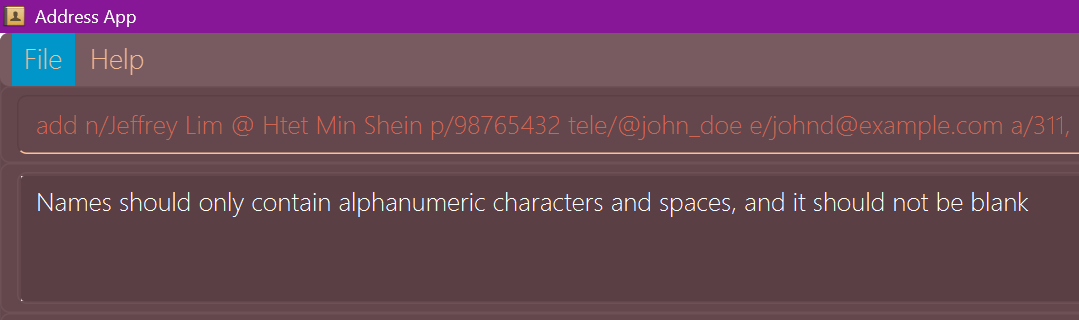 Address App
File Help
add n/Jeffrey Lim @ Htet Min Shein p/98765432 tele/@john_doe e/johnd@example.com a/311,
Names should only contain alphanumeric characters and spaces, and it should not be blank